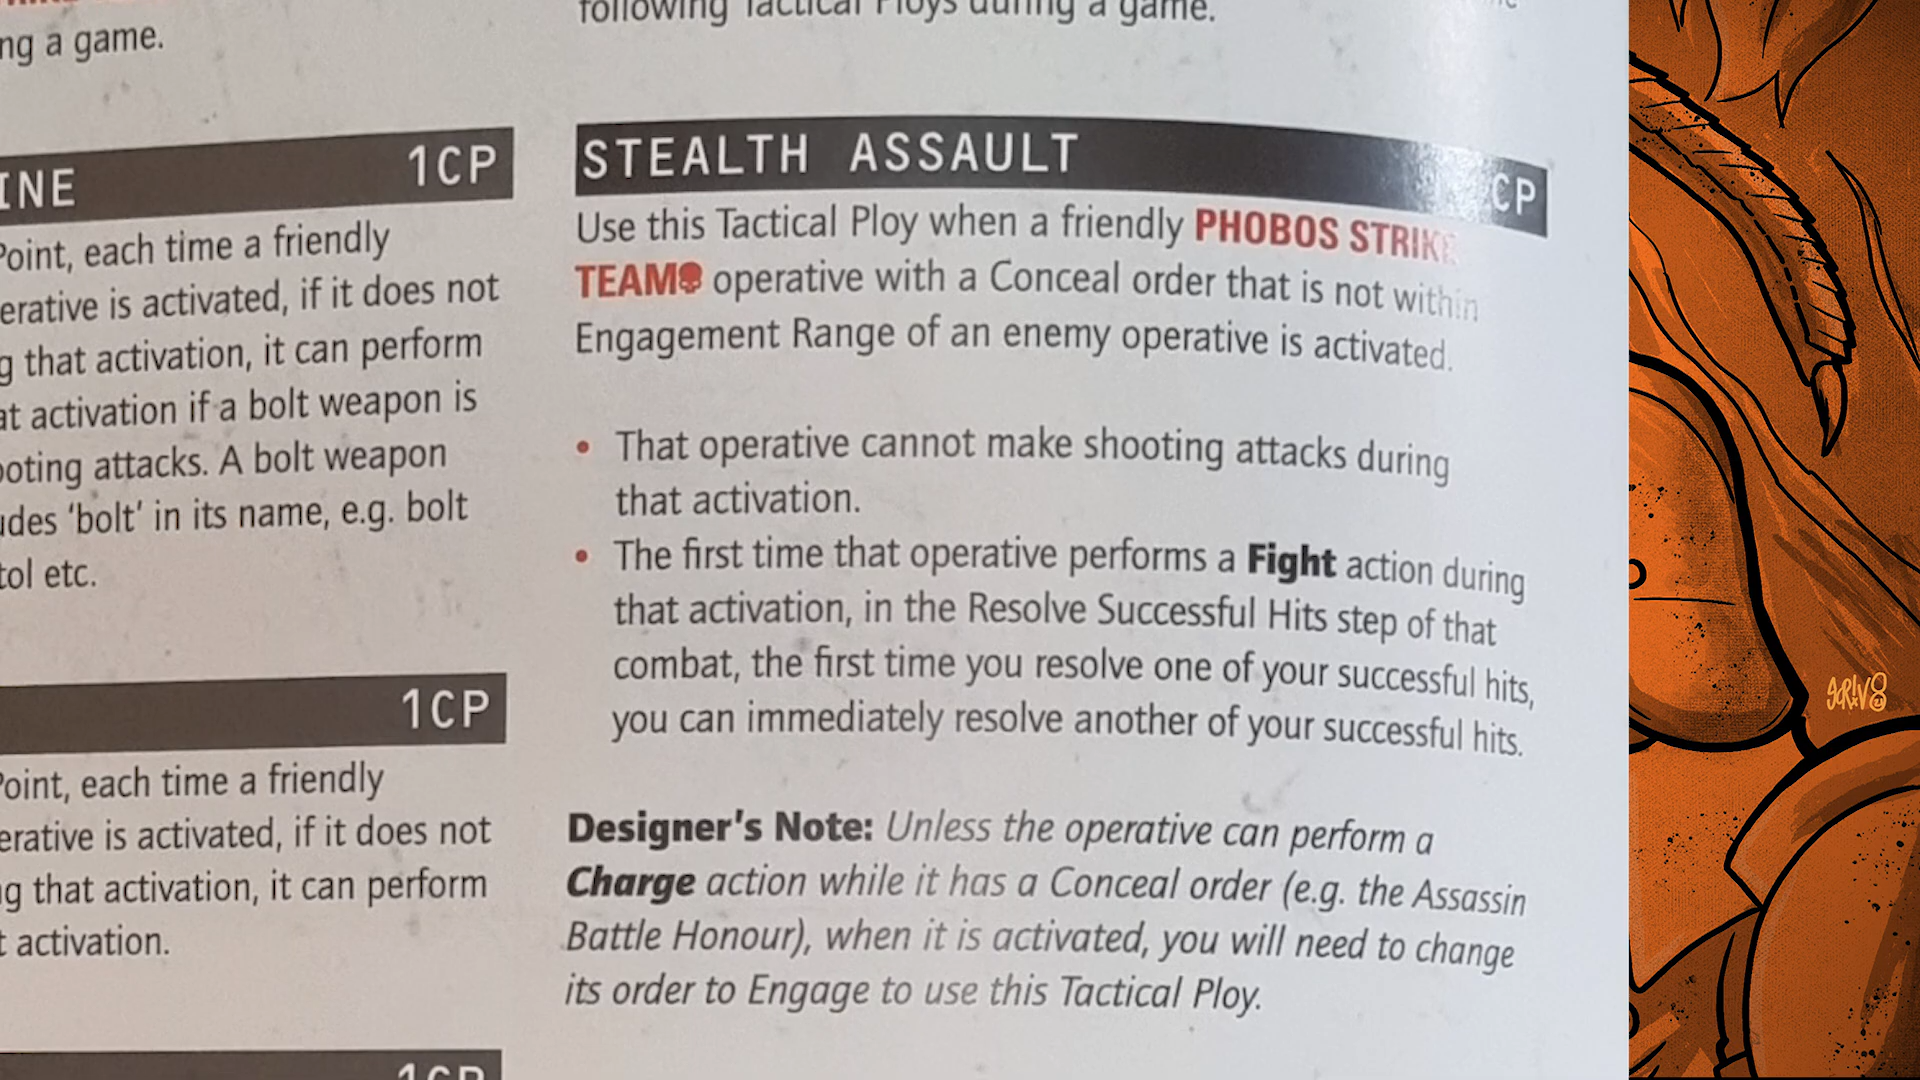 ng a game.
INE 1CP
Point, each time a friendly
erative is activated, if it does not
g that activation, it can perform
at activation if a bolt weapon is
ooting attacks. A bolt weapon
udes ‘bolt’ in its name, e.g. bolt
tol etc.
1CP
Point, each time a friendly
erative is activated, if it does not
g that activation, it can perform
t activation.
1CP
following Tactical Ploys during a game.
STEALTH ASSAULT CP
Use this Tactical Ploy when a friendly PHOBOS STRIKE
TEAM operative with a Conceal order that is not within
Engagement Range of an enemy operative is activated.
• That operative cannot make shooting attacks during
that activation.
• The first time that operative performs a Fight action during
that activation, in the Resolve Successful Hits step of that
combat, the first time you resolve one of your successful hits,
you can immediately resolve another of your successful hits.
Designer’s Note: Unless the operative can perform a
Charge action while it has a Conceal order (e.g. the Assassin
Battle Honour), when it is activated, you will need to change
its order to Engage to use this Tactical Ploy.